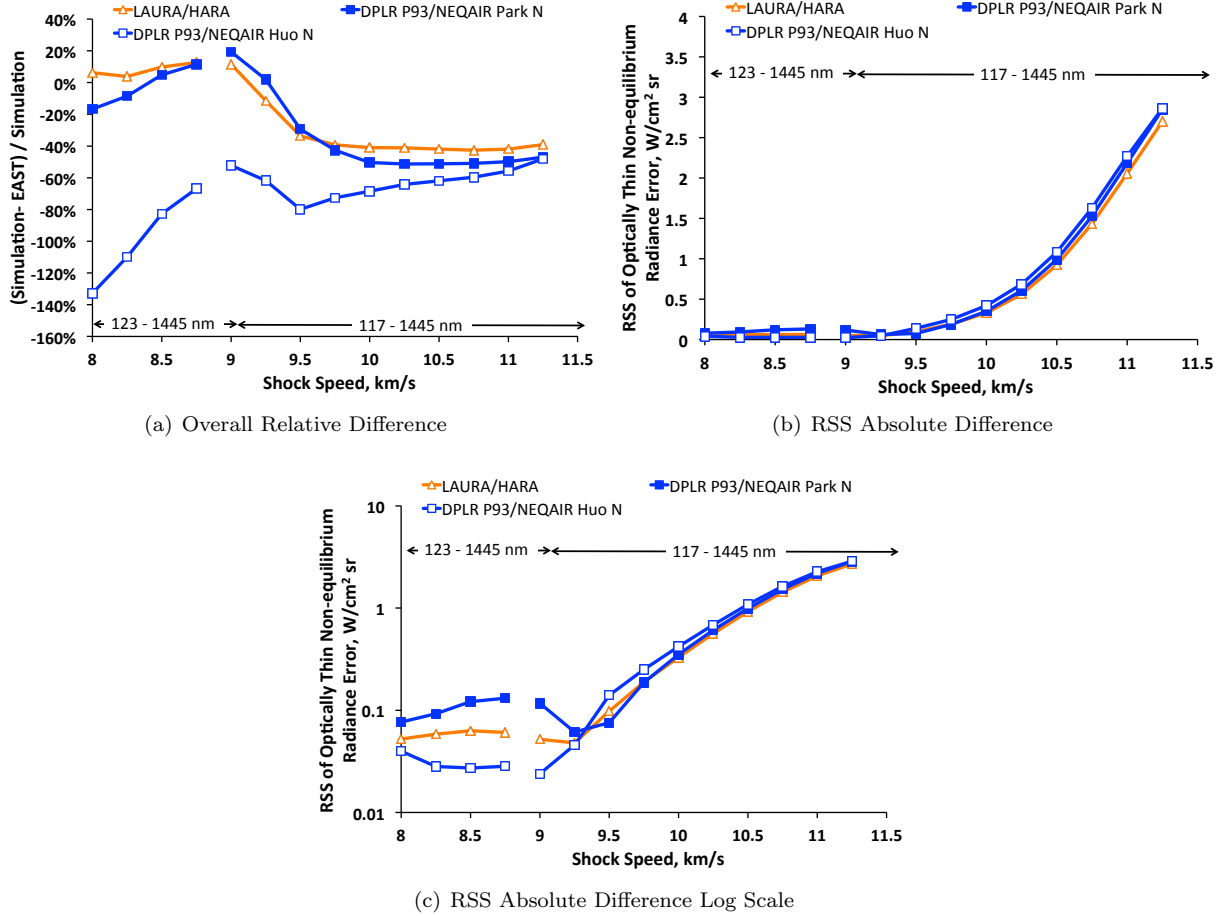 LAURA/HARA
DPLR P93/NEQAIR Park N
DPLR P93/NEQAIR Huo N
(Simulation- EAST) / Simulation
40%
20%
0%
-20%
-40%
-60%
-80%
-100%
-120%
-140%
-160%
123 - 1445 nm
117 - 1445 nm
8 8.5 9 9.5 10 10.5 11 11.5
Shock Speed, km/s
(a) Overall Relative Difference
LAURA/HARA
DPLR P93/NEQAIR Park N
DPLR P93/NEQAIR Huo N
RSS of Optically Thin Non-equilibrium
Radiance Error, W/cm² sr
4
3.5
3
2.5
2
1.5
1
0.5
0
123 - 1445 nm
117 - 1445 nm
8 8.5 9 9.5 10 10.5 11 11.5
Shock Speed, km/s
(b) RSS Absolute Difference
LAURA/HARA
DPLR P93/NEQAIR Park N
DPLR P93/NEQAIR Huo N
RSS of Optically Thin Non-equilibrium
Radiance Error, W/cm² sr
10
1
0.1
0.01
123 - 1445 nm
117 - 1445 nm
8 8.5 9 9.5 10 10.5 11 11.5
Shock Speed, km/s
(c) RSS Absolute Difference Log Scale